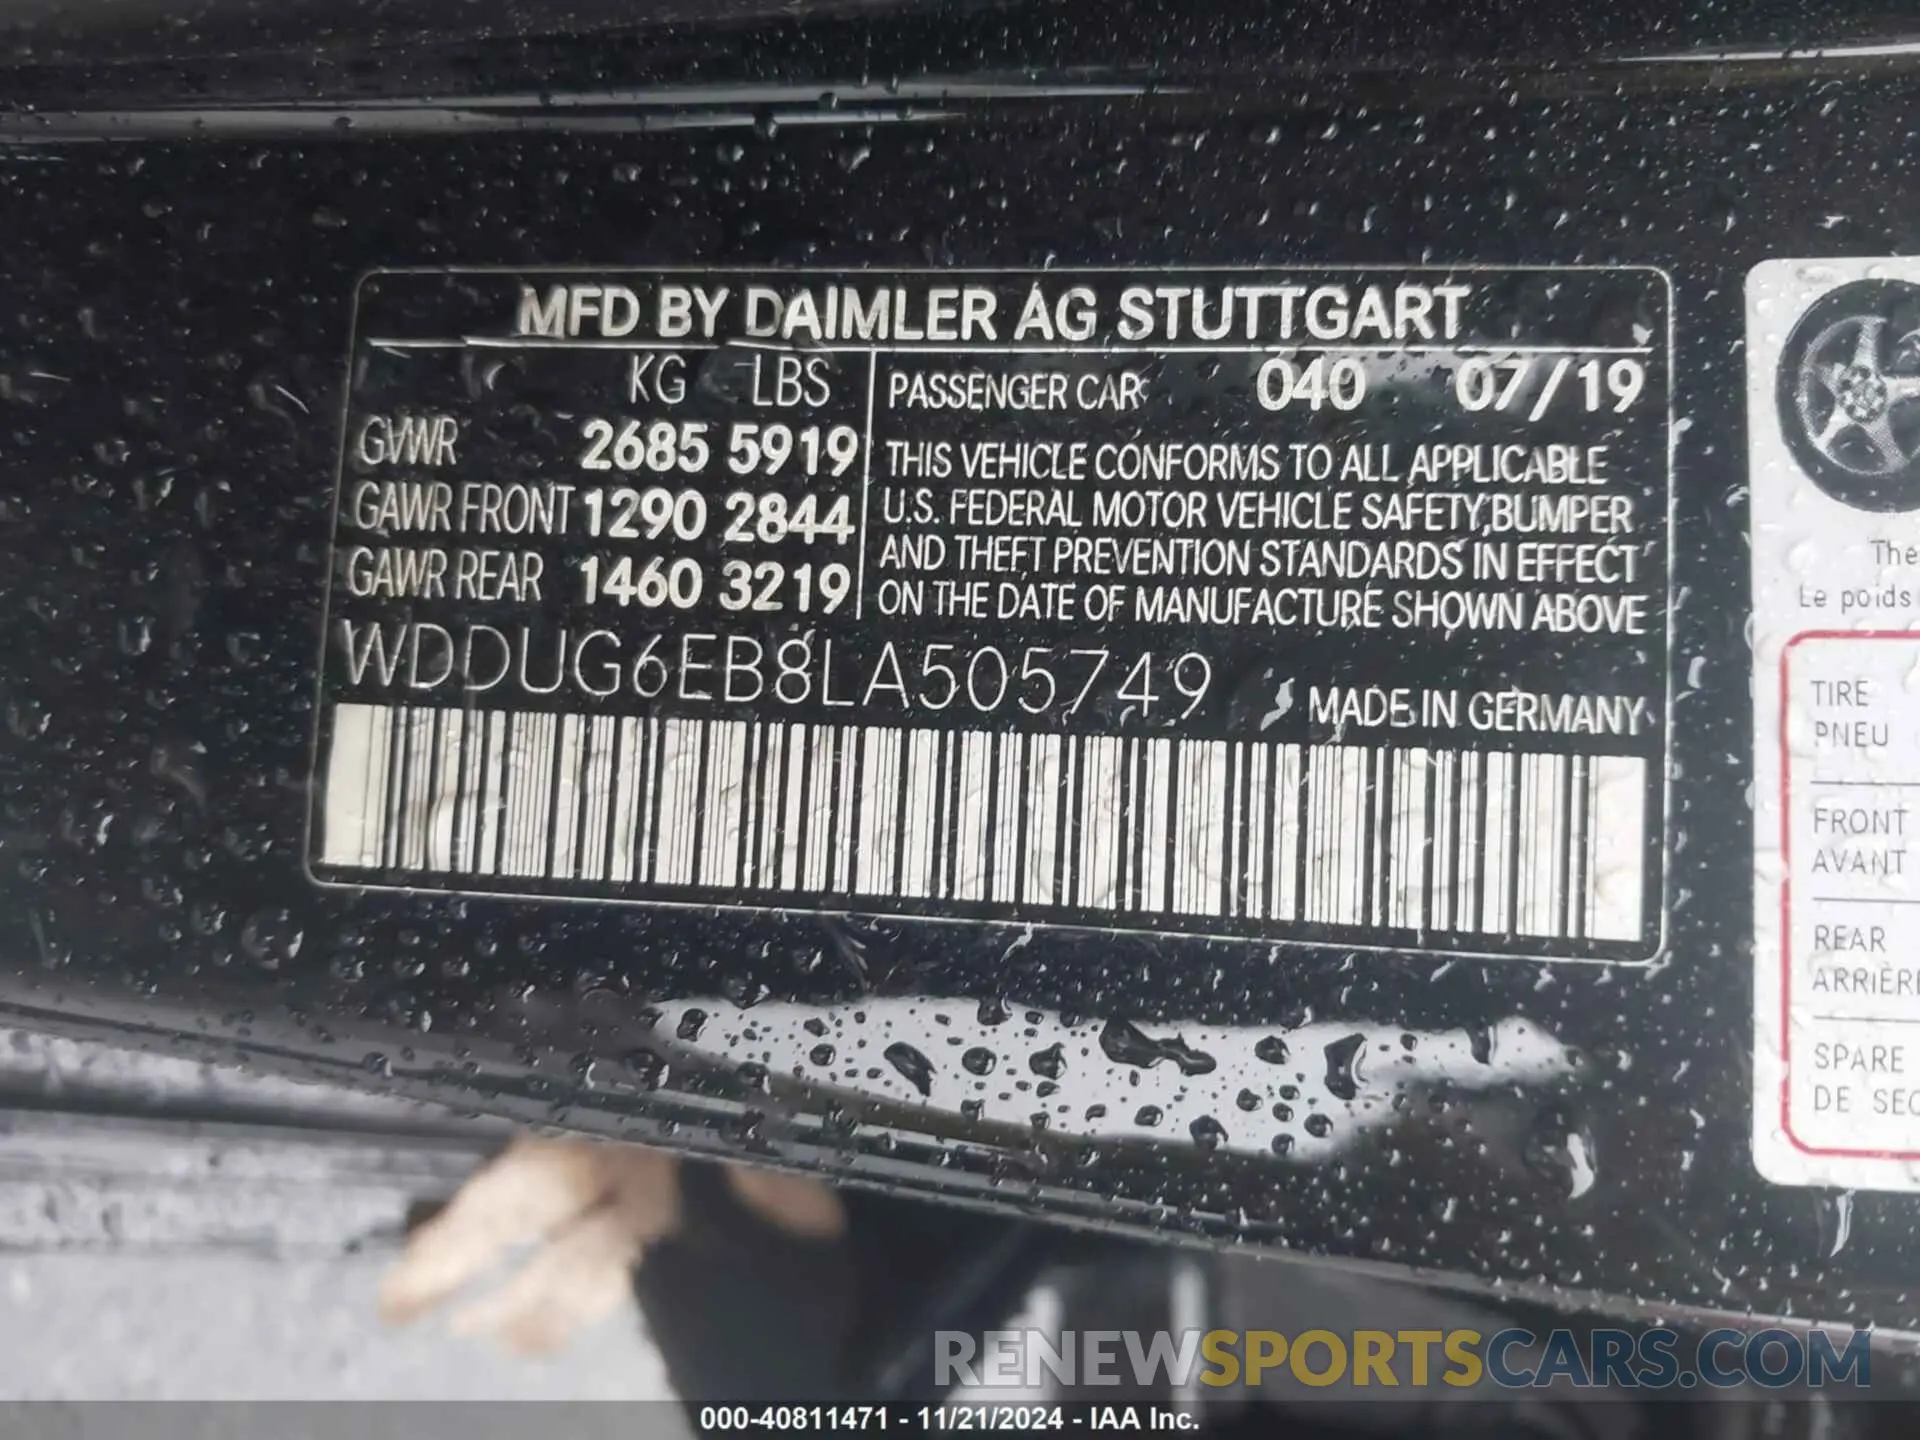 MFD BY DAIMLER AG STUTTGART
KG LBS
GVWR 2685 5919
GAWR FRONT 1290 2844
GAWR REAR 1460 3219
PASSENGER CAR 040 07/19
THIS VEHICLE CONFORMS TO ALL APPLICABLE
U.S. FEDERAL MOTOR VEHICLE SAFETY, BUMPER
AND THEFT PREVENTION STANDARDS IN EFFECT
ON THE DATE OF MANUFACTURE SHOWN ABOVE
WDDUG6EB8LA505749
MADE IN GERMANY
The
Le poids
TIRE
PNEU
FRONT
AVANT
REAR
ARRIÈRE
SPARE
DE SEC
RENEWSPORTSCARS.COM
000-40811471 - 11/21/2024 - IAA Inc.